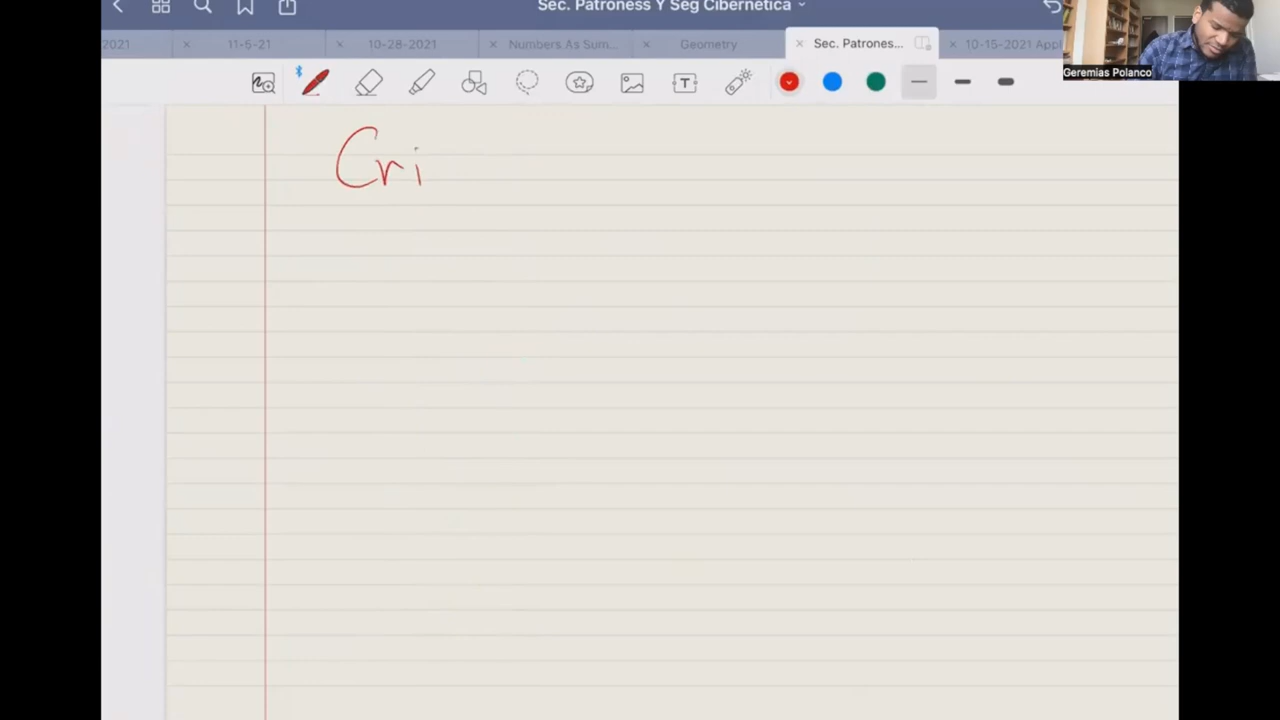 Sec. Patroness Y Seg Cibernetica
2021
11-5-21
10-28-2021
Numbers As Sum...
Geometry
Sec. Patrones...
10-15-2021 Appl
T
Geremias Polanco
Cri